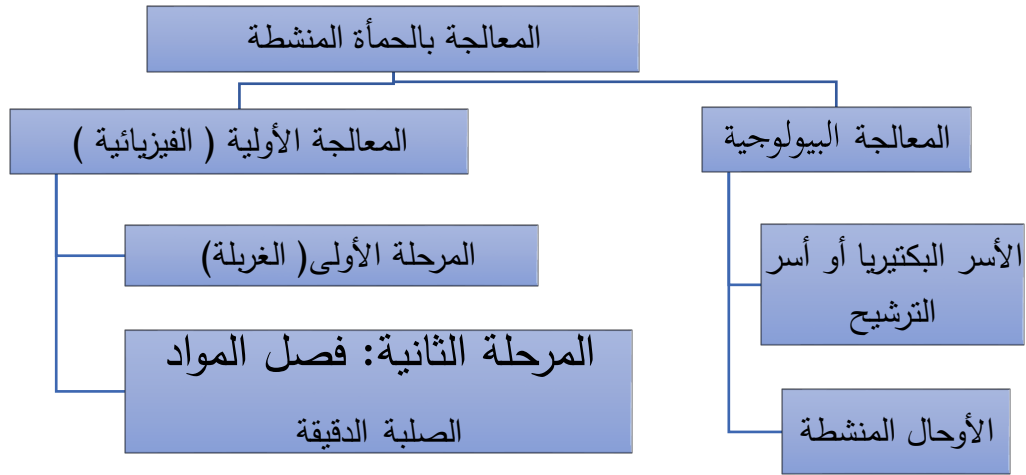 المعالجة بالحمأة المنشطة
المعالجة البيولوجية
الأسر البكتيريا أو أسر
الترشيح
الأوحال المنشطة
المعالجة الأولية ( الفيزيائية )
المرحلة الأولى( الغربلة)
المرحلة الثانية: فصل المواد
الصلبة الدقيقة